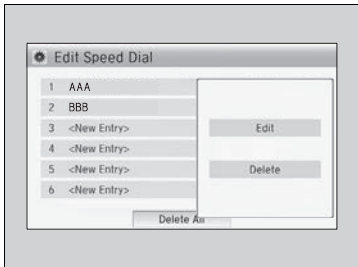 Edit Speed Dial
1 AAA
2 BBB
3 <New Entry>
4 <New Entry>
5 <New Entry>
6 <New Entry>
Edit
Delete
Delete All